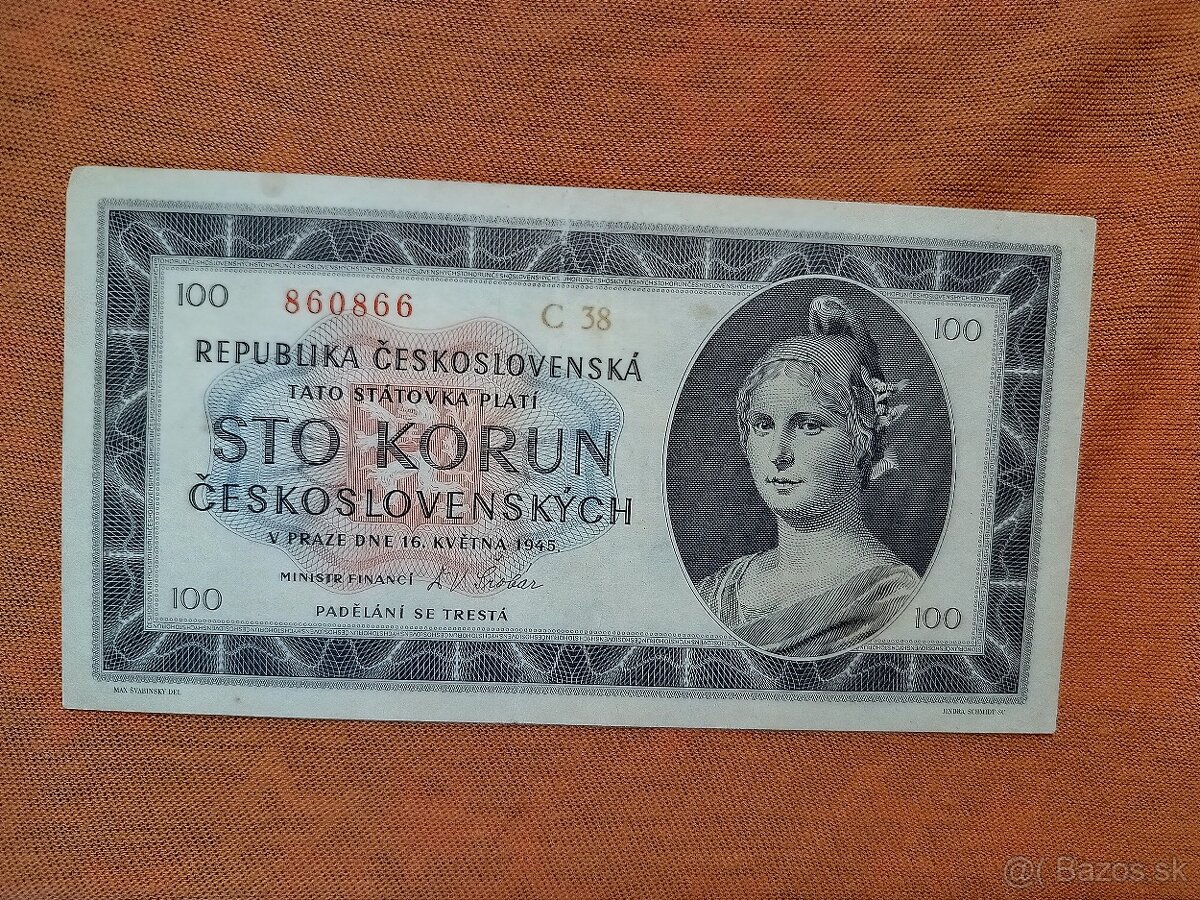 100 860866 C 38 100
REPUBLIKA ČESKOSLOVENSKÁ
TATO STÁTOVKA PLATÍ
STO KORUN
ČESKOSLOVENSKÝCH
V PRAZE DNE 16. KVĚTNA 1945.
MINISTR FINANCÍ
100 PADĚLÁNÍ SE TRESTÁ 100
MAX ŠVABINSKÝ DEL. JINDRA SCHMIDT SC.
@( Bazos.sk